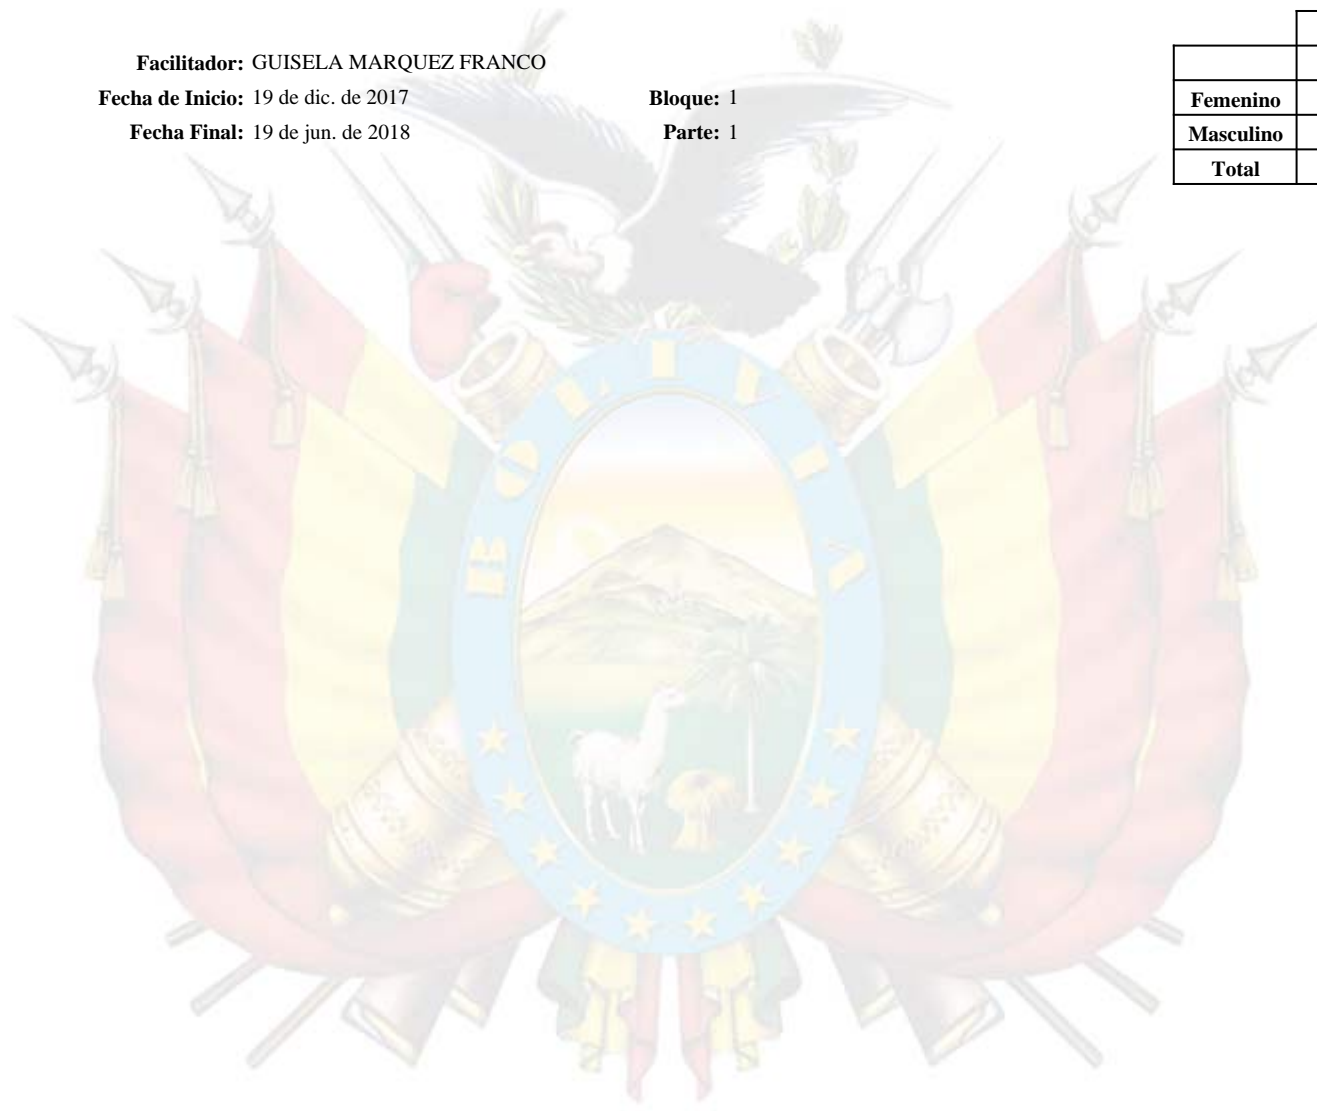 Facilitador: GUISELA MARQUEZ FRANCO
Fecha de Inicio: 19 de dic. de 2017 Bloque: 1
Fecha Final: 19 de jun. de 2018 Parte: 1
Femenino
Masculino
Total
BOLIVIA